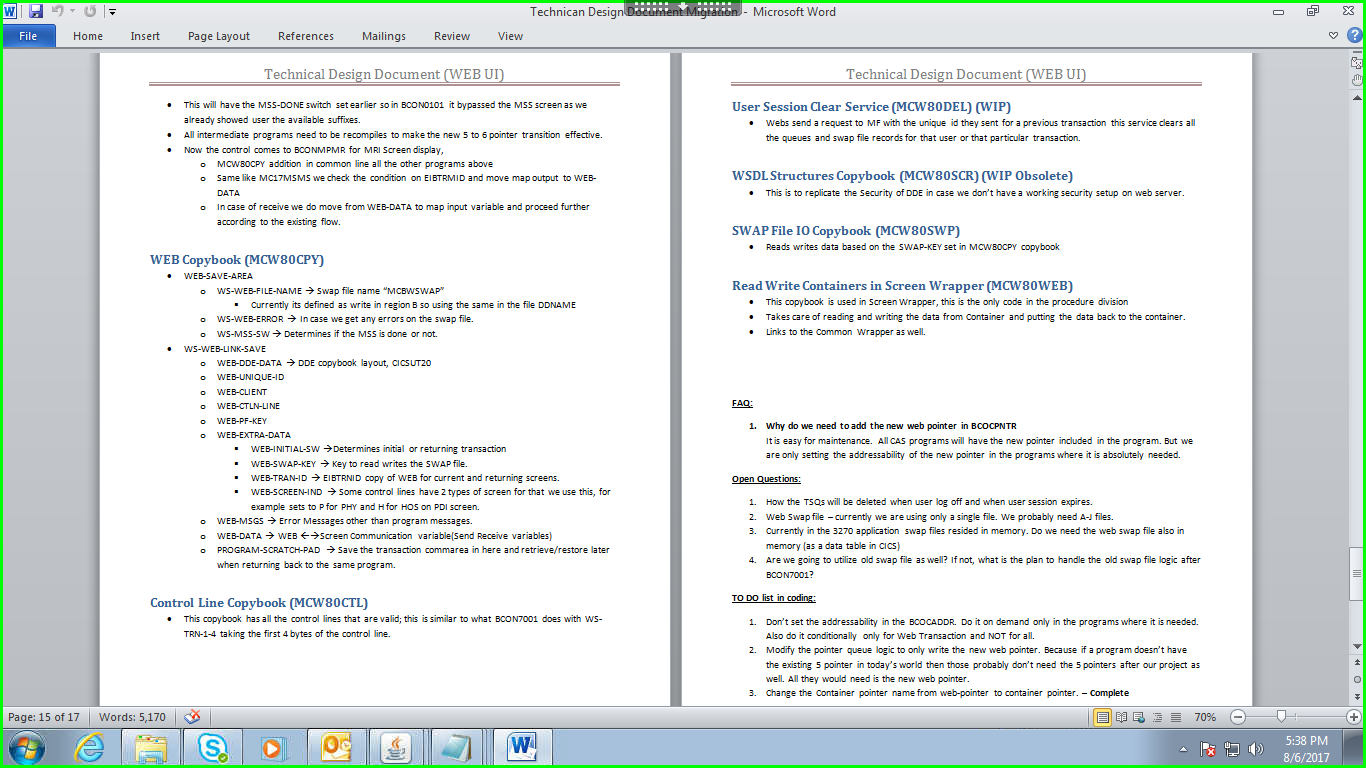 Technican Design Document Migration - Microsoft Word
File Home Insert Page Layout References Mailings Review View
Technical Design Document (WEB UI)
• This will have the MSS-DONE switch set earlier so in BCON0101 it bypassed the MSS screen as we
already showed user the available suffixes.
• All intermediate programs need to be recompiles to make the new 5 to 6 pointer transition effective.
• Now the control comes to BCONMPMR for MRI Screen display,
o MCW80CPY addition in common line all the other programs above
o Same like MC17MSMS we check the condition on EIBTRMID and move map output to WEB-
DATA
o In case of receive we do move from WEB-DATA to map input variable and proceed further
according to the existing flow.
WEB Copybook (MCW80CPY)
• WEB-SAVE-AREA
o WS-WEB-FILE-NAME → Swap file name “MCBWSWAP”
▪ Currently its defined as write in region B so using the same in the file DDNAME
o WS-WEB-ERROR → In case we get any errors on the swap file.
o WS-MSS-SW → Determines if the MSS is done or not.
• WS-WEB-LINK-SAVE
o WEB-DDE-DATA → DDE copybook layout, CICSUT20
o WEB-UNIQUE-ID
o WEB-CLIENT
o WEB-CTLN-LINE
o WEB-PF-KEY
o WEB-EXTRA-DATA
▪ WEB-INITIAL-SW →Determines initial or returning transaction
▪ WEB-SWAP-KEY → Key to read writes the SWAP file.
▪ WEB-TRAN-ID → EIBTRNID copy of WEB for current and returning screens.
▪ WEB-SCREEN-IND → Some control lines have 2 types of screen for that we use this, for
example sets to P for PHY and H for HOS on PDI screen.
o WEB-MSGS → Error Messages other than program messages.
o WEB-DATA → WEB ←→Screen Communication variable(Send Receive variables)
o PROGRAM-SCRATCH-PAD → Save the transaction commarea in here and retrieve/restore later
when returning back to the same program.
Control Line Copybook (MCW80CTL)
• This copybook has all the control lines that are valid; this is similar to what BCON7001 does with WS-
TRN-1-4 taking the first 4 bytes of the control line.
Technical Design Document (WEB UI)
User Session Clear Service (MCW80DEL) (WIP)
• Webs send a request to MF with the unique id they sent for a previous transaction this service clears all
the queues and swap file records for that user or that particular transaction.
WSDL Structures Copybook (MCW80SCR) (WIP Obsolete)
• This is to replicate the Security of DDE in case we don’t have a working security setup on web server.
SWAP File IO Copybook (MCW80SWP)
• Reads writes data based on the SWAP-KEY set in MCW80CPY copybook
Read Write Containers in Screen Wrapper (MCW80WEB)
• This copybook is used in Screen Wrapper, this is the only code in the procedure division
• Takes care of reading and writing the data from Container and putting the data back to the container.
• Links to the Common Wrapper as well.
FAQ:
1. Why do we need to add the new web pointer in BCOCPNTR
It is easy for maintenance. All CAS programs will have the new pointer included in the program. But we
are only setting the addressability of the new pointer in the programs where it is absolutely needed.
Open Questions:
1. How the TSQs will be deleted when user log off and when user session expires.
2. Web Swap file – currently we are using only a single file. We probably need A-J files.
3. Currently in the 3270 application swap files resided in memory. Do we need the web swap file also in
memory (as a data table in CICS)
4. Are we going to utilize old swap file as well? If not, what is the plan to handle the old swap file logic after
BCON7001?
TO DO list in coding:
1. Don’t set the addressability in the BCOCADDR. Do it on demand only in the programs where it is needed.
Also do it conditionally only for Web Transaction and NOT for all.
2. Modify the pointer queue logic to only write the new web pointer. Because if a program doesn’t have
the existing 5 pointer in today’s world then those probably don’t need the 5 pointers after our project as
well. All they would need is the new web pointer.
3. Change the Container pointer name from web-pointer to container pointer. – Complete
Page: 15 of 17 Words: 5,170 70%
5:38 PM
8/6/2017